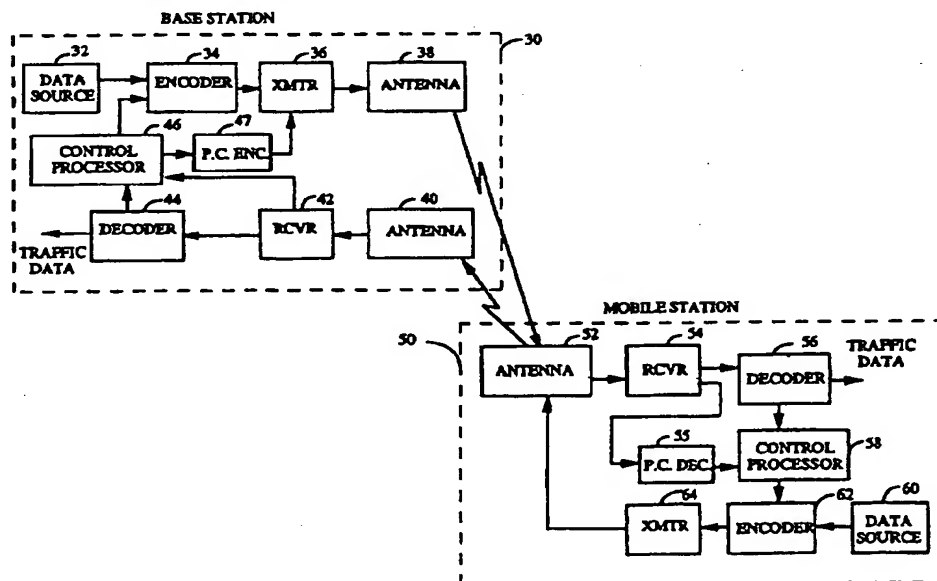 BASE STATION
30
32
34
36
38
DATA
SOURCE
ENCODER
XMTR
ANTENNA
46
47
CONTROL
PROCESSOR
P.C. ENC.
44
42
40
DECODER
RCVR
ANTENNA
TRAFFIC
DATA
MOBILE STATION
50
52
54
56
TRAFFIC
DATA
ANTENNA
RCVR
DECODER
55
P.C. DEC.
CONTROL
PROCESSOR
58
64
62
60
XMTR
ENCODER
DATA
SOURCE